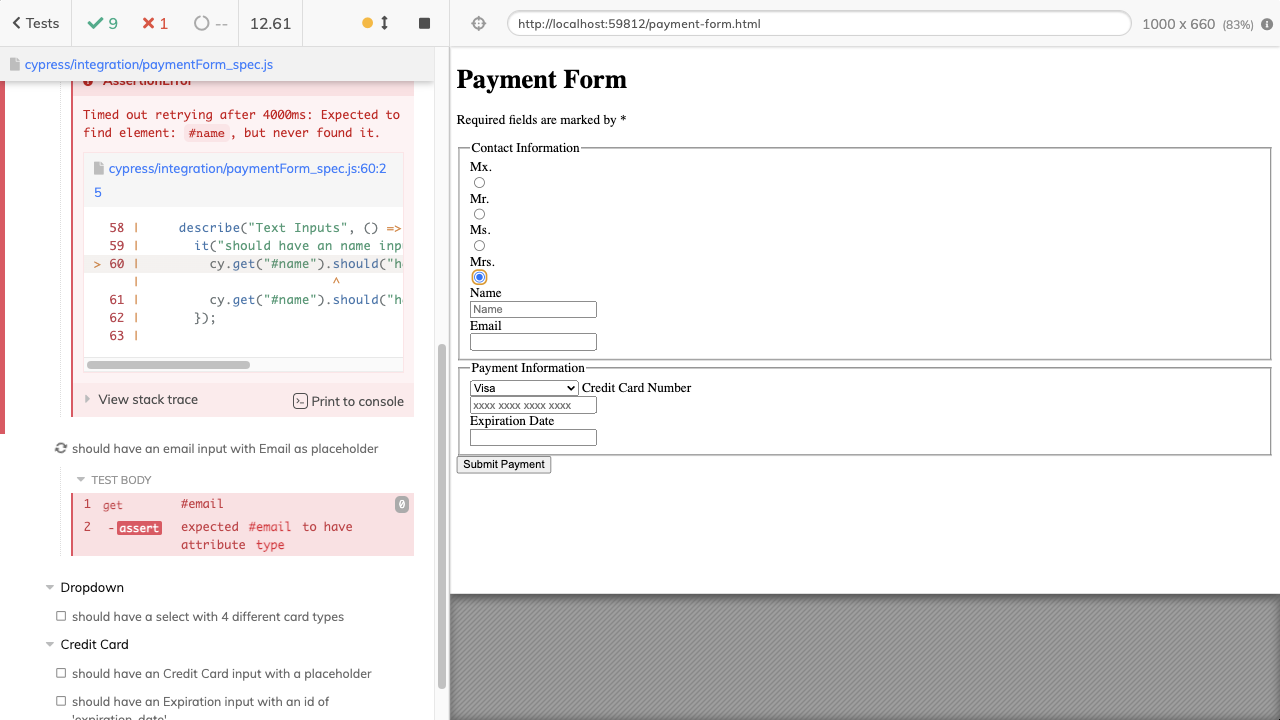 Tests
9
1
--
12.61
http://localhost:59812/payment-form.html
1000 x 660 (83%)
cypress/integration/paymentForm_spec.js
AssertionError
Timed out retrying after 4000ms: Expected to
find element: #name, but never found it.
cypress/integration/paymentForm_spec.js:60:2
5
58 | describe("Text Inputs", () =>
59 | it("should have an name inp
> 60 | cy.get("#name").should("h
| ^
61 | cy.get("#name").should("h
62 | });
63 |
View stack trace
Print to console
should have an email input with Email as placeholder
TEST BODY
1 get #email 0
2 -assert expected #email to have
attribute type
Dropdown
should have a select with 4 different card types
Credit Card
should have an Credit Card input with a placeholder
should have an Expiration input with an id of
'expiration_date'
Payment Form
Required fields are marked by *
Contact Information
Mx.
Mr.
Ms.
Mrs.
Name
Name
Email
Payment Information
Visa Credit Card Number
xxxx xxxx xxxx xxxx
Expiration Date
Submit Payment